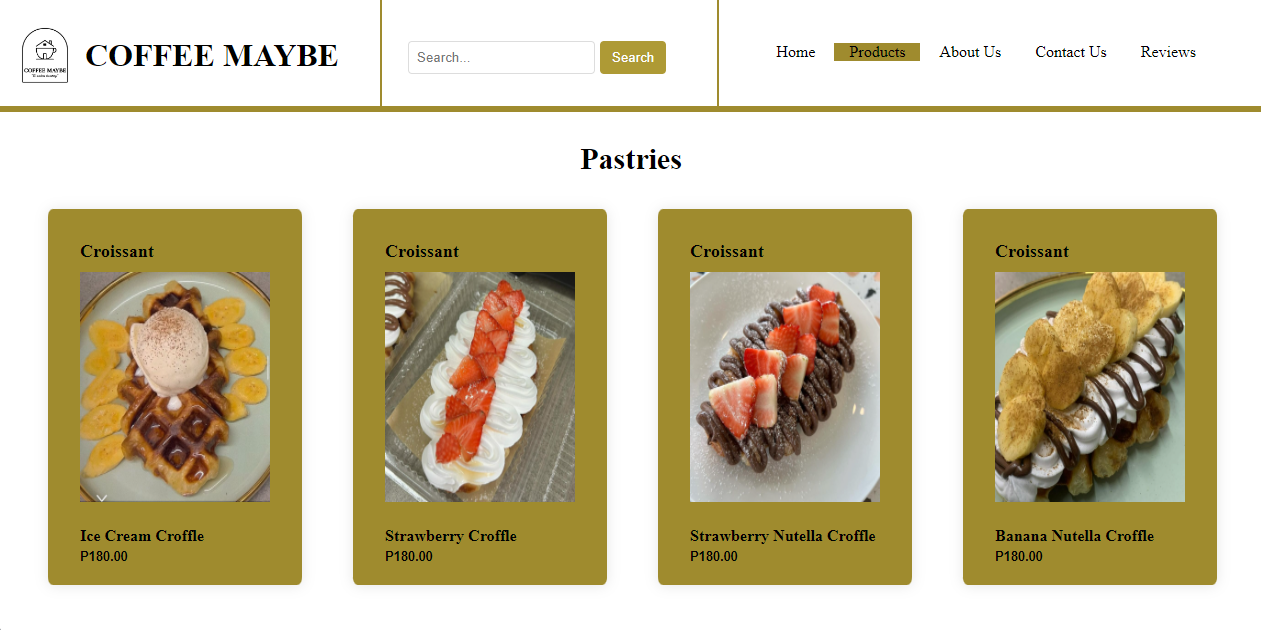 COFFEE MAYBE
COFFEE MAYBE
Search...
Search
Home
Products
About Us
Contact Us
Reviews
Pastries
Croissant
Croissant
Croissant
Croissant
Ice Cream Croffle
P180.00
Strawberry Croffle
P180.00
Strawberry Nutella Croffle
P180.00
Banana Nutella Croffle
P180.00